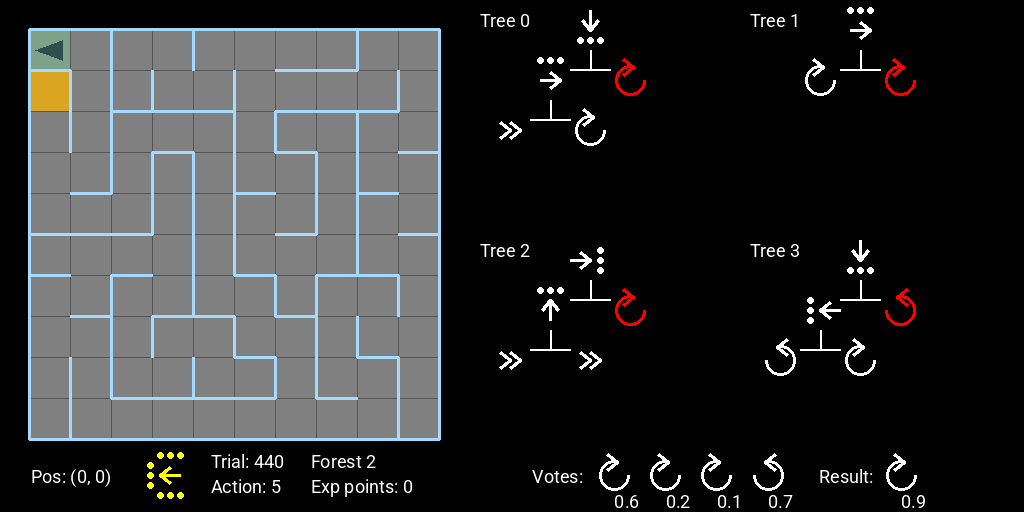 Tree 0
Tree 1
Tree 2
Tree 3
Pos: (0, 0)
Trial: 440
Forest 2
Action: 5
Exp points: 0
Votes:
0.6
0.2
0.1
0.7
Result:
0.9